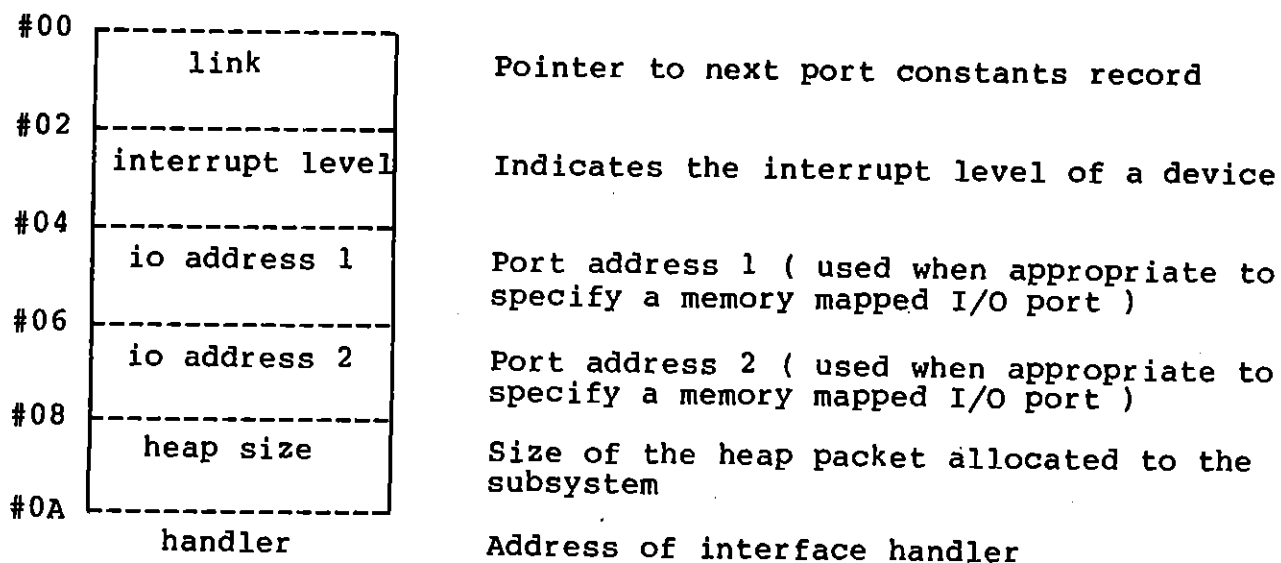 #00
link
Pointer to next port constants record
#02
interrupt level
Indicates the interrupt level of a device
#04
io address 1
Port address 1 ( used when appropriate to
specify a memory mapped I/O port )
#06
io address 2
Port address 2 ( used when appropriate to
specify a memory mapped I/O port )
#08
heap size
Size of the heap packet allocated to the
subsystem
#0A
handler
Address of interface handler